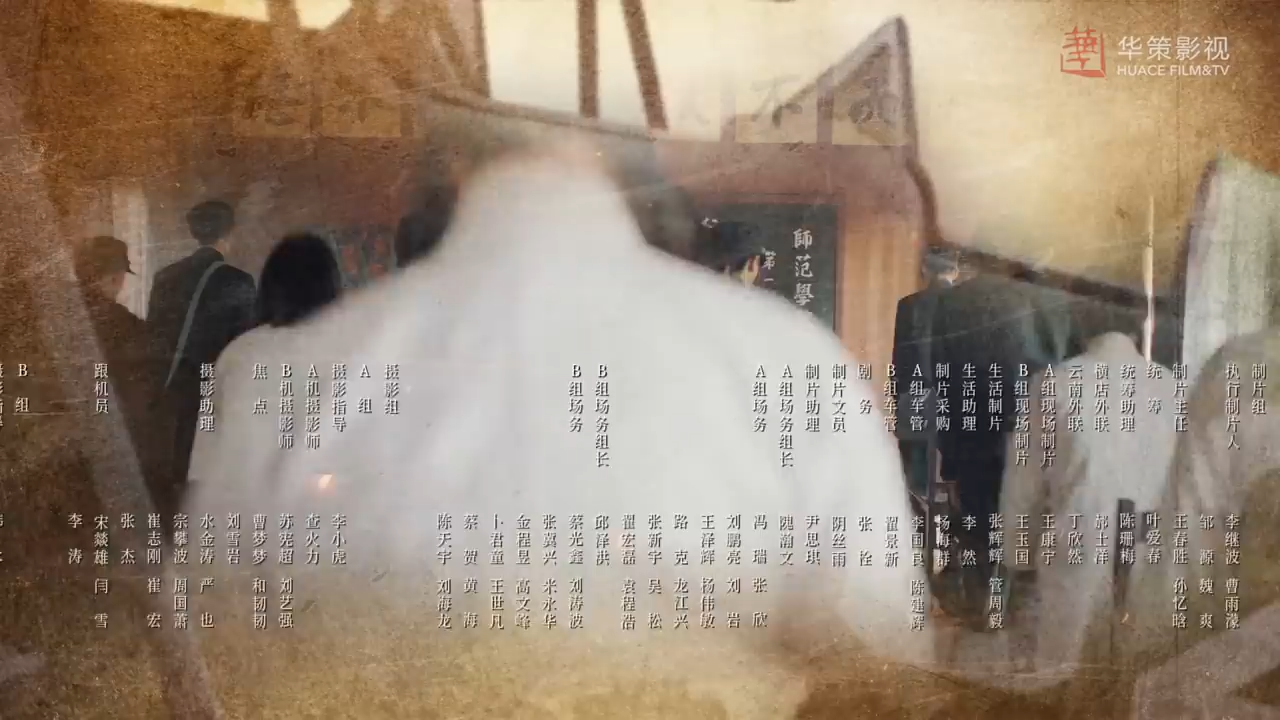 華
华策影视
HUACE FILM&TV
師范學
第一
制片组
执行制片人 李继波 曹雨濛
邹源 魏爽
制片主任 王春胜 孙忆晗
统筹 叶爱春
统筹助理 陈珊梅
横店外联 郝士祥
云南外联 丁欣然
A组现场制片 王康宁
B组现场制片 王玉国
生活制片 张辉辉 管周毅
生活助理 李然
制片采购 杨海群
A组车管 李国良 陈建辉
B组车管 翟景新
剧务 张栓
制片文员 阴丝雨
制片助理 尹思琪
A组场务组长 隗瀚文
A组场务 冯瑞 张欣
刘鹏亮 刘岩
王泽辉 杨伟敏
路克 龙江兴
张新宇 吴松
翟宏磊 袁程浩
B组场务组长 邱泽洪
B组场务 蔡光鑫 刘涛波
张冀兴 米永华
金程昱 高文峰
卜君童 王世凡
蔡贺 黄海
陈天宇 刘海龙
摄影组
A组
摄影指导 李小虎
A机摄影师 查火力
B机摄影师 苏宪超 刘艺强
焦点 曹梦梦 和韧韧
刘雪岩
摄影助理 水金涛 严也
宗攀波 周国萧
崔志刚 崔宏
张杰
跟机员 宋燚雄 闫雪
李涛
B组